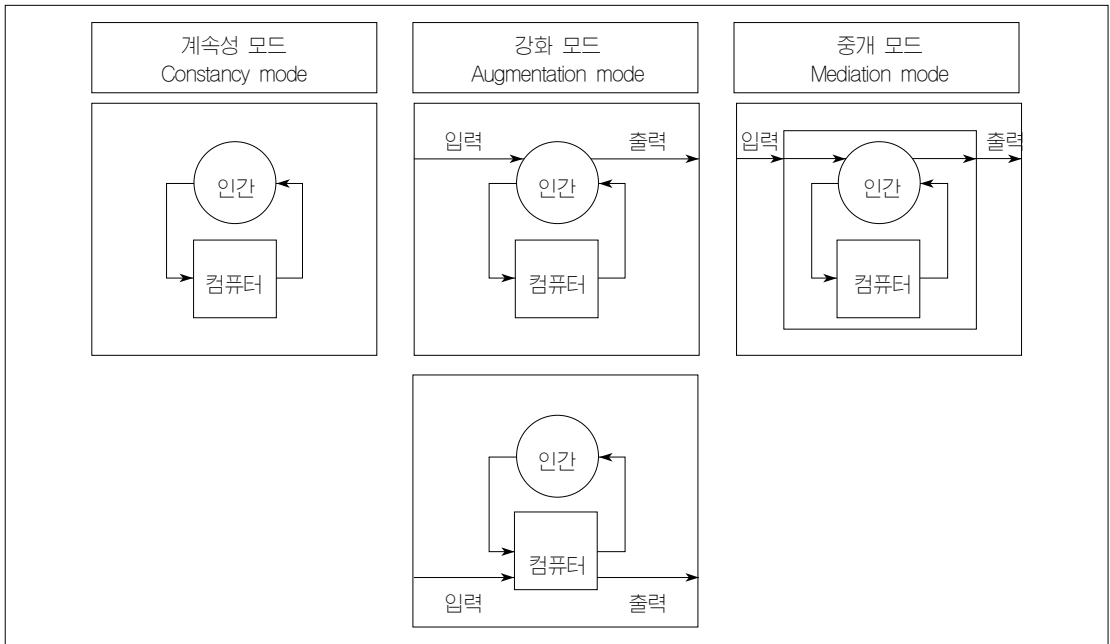 계속성 모드
Constancy mode
강화 모드
Augmentation mode
중개 모드
Mediation mode
인간
컴퓨터
입력
출력
인간
컴퓨터
입력
출력
인간
컴퓨터
인간
컴퓨터
입력
출력